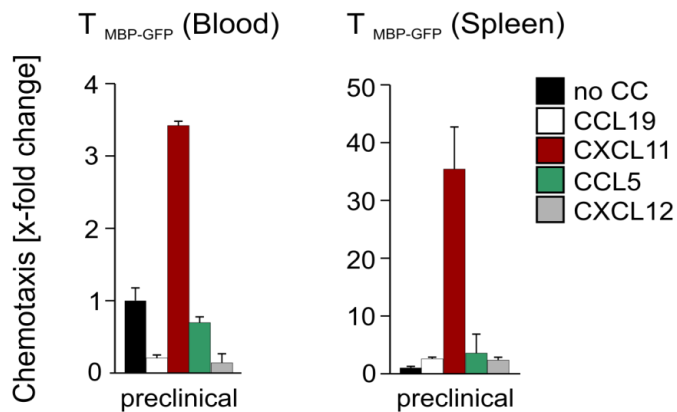 T MBP-GFP (Blood)
T MBP-GFP (Spleen)
Chemotaxis [x-fold change]
4
3
2
1
0
preclinical
50
40
30
20
10
0
preclinical
no CC
CCL19
CXCL11
CCL5
CXCL12